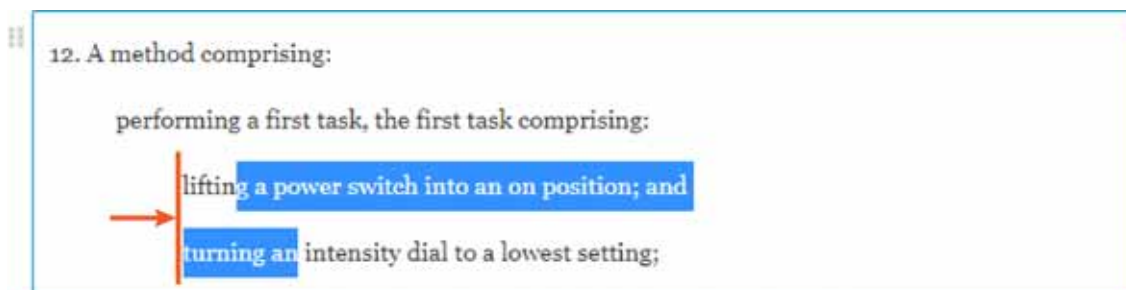 12. A method comprising:
performing a first task, the first task comprising:
lifting a power switch into an on position; and
turning an intensity dial to a lowest setting;